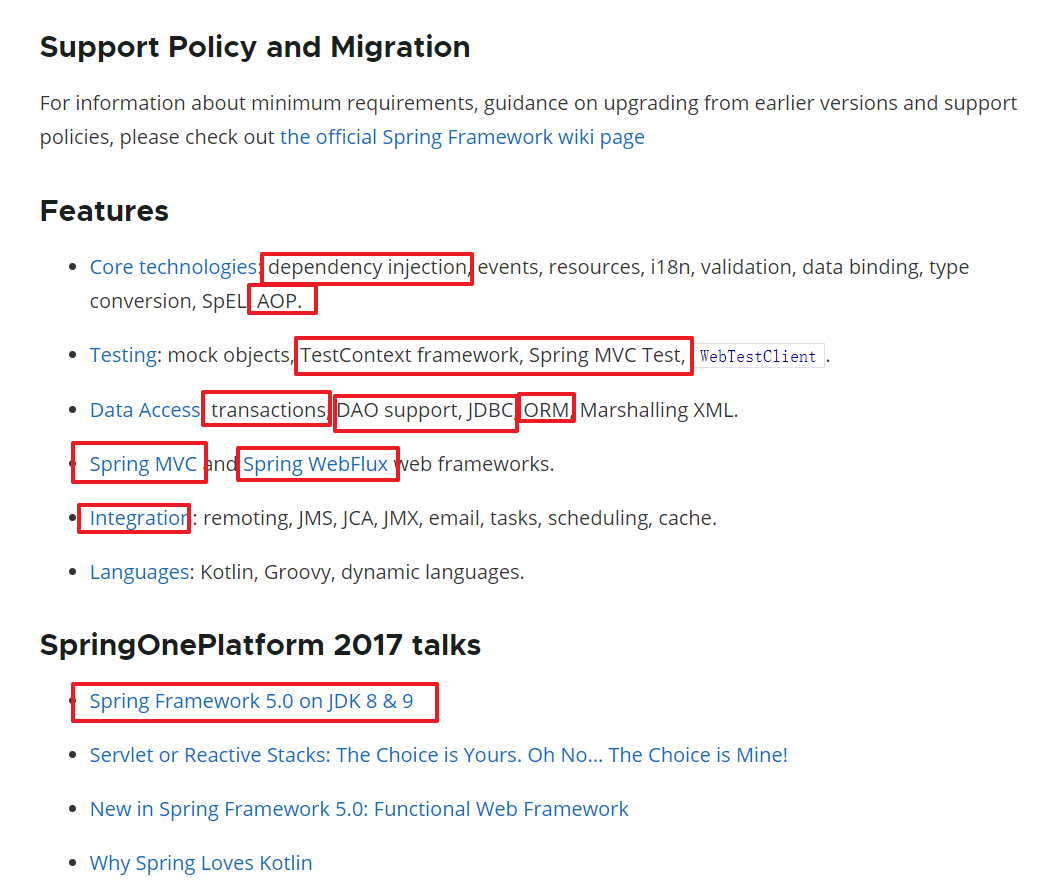 Support Policy and Migration
For information about minimum requirements, guidance on upgrading from earlier versions and support
policies, please check out the official Spring Framework wiki page
Features
• Core technologies: dependency injection, events, resources, i18n, validation, data binding, type
conversion, SpEL, AOP.
• Testing: mock objects, TestContext framework, Spring MVC Test, WebTestClient.
• Data Access: transactions, DAO support, JDBC, ORM, Marshalling XML.
• Spring MVC and Spring WebFlux web frameworks.
• Integration: remoting, JMS, JCA, JMX, email, tasks, scheduling, cache.
• Languages: Kotlin, Groovy, dynamic languages.
SpringOnePlatform 2017 talks
• Spring Framework 5.0 on JDK 8 & 9
• Servlet or Reactive Stacks: The Choice is Yours. Oh No... The Choice is Mine!
• New in Spring Framework 5.0: Functional Web Framework
• Why Spring Loves Kotlin